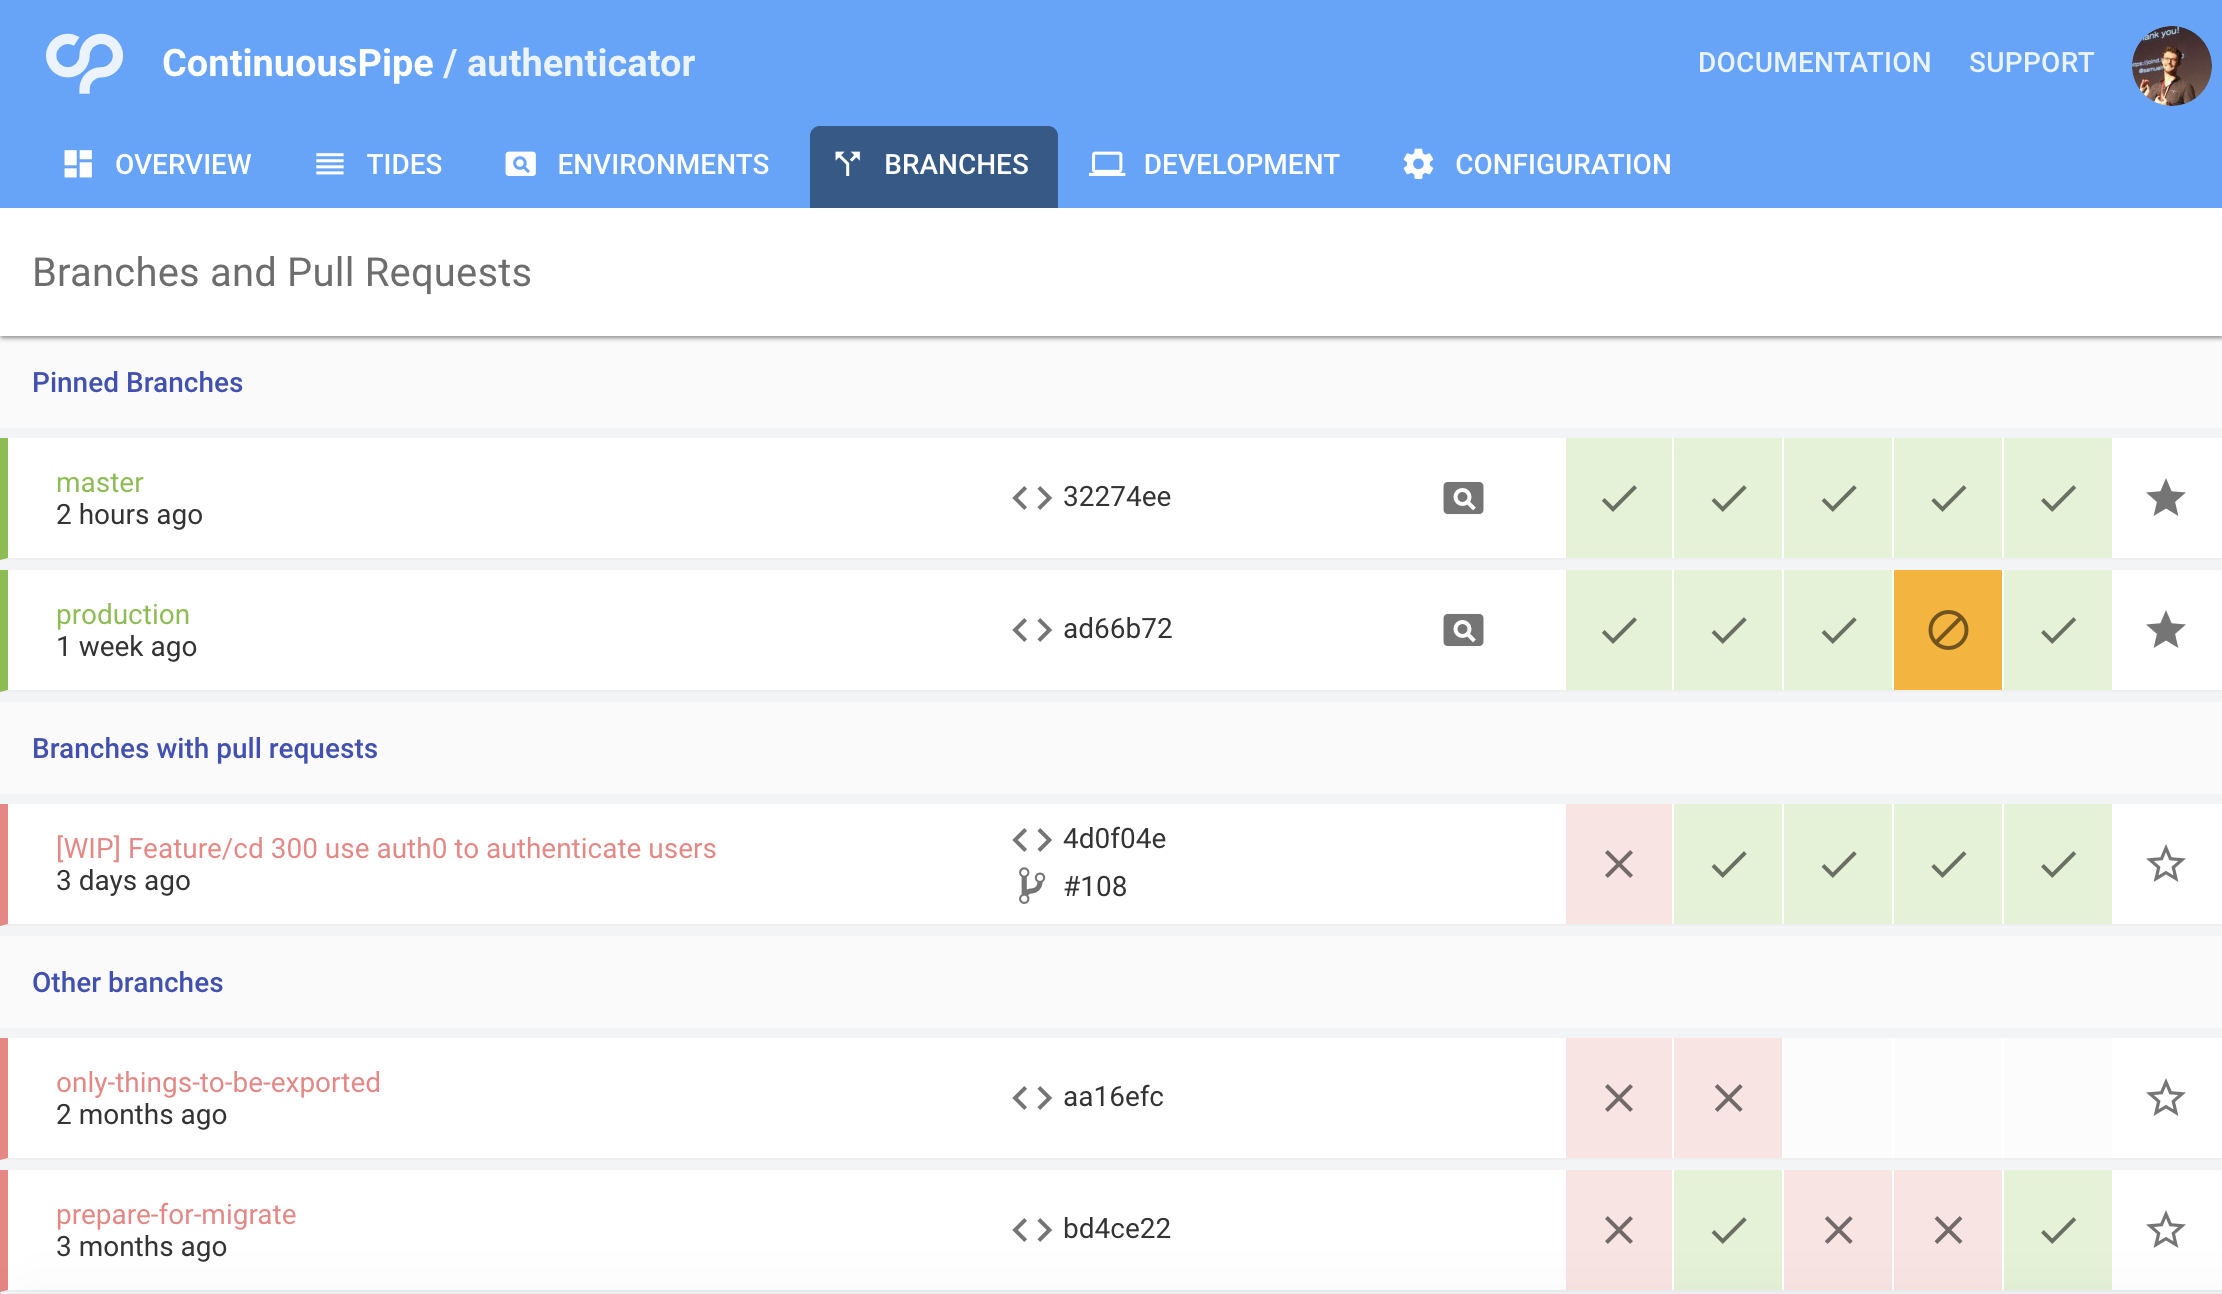 ContinuousPipe / authenticator
DOCUMENTATION SUPPORT
OVERVIEW TIDES ENVIRONMENTS BRANCHES DEVELOPMENT CONFIGURATION
Branches and Pull Requests
Pinned Branches
master
2 hours ago
32274ee
production
1 week ago
ad66b72
Branches with pull requests
[WIP] Feature/cd 300 use auth0 to authenticate users
3 days ago
4d0f04e
#108
Other branches
only-things-to-be-exported
2 months ago
aa16efc
prepare-for-migrate
3 months ago
bd4ce22